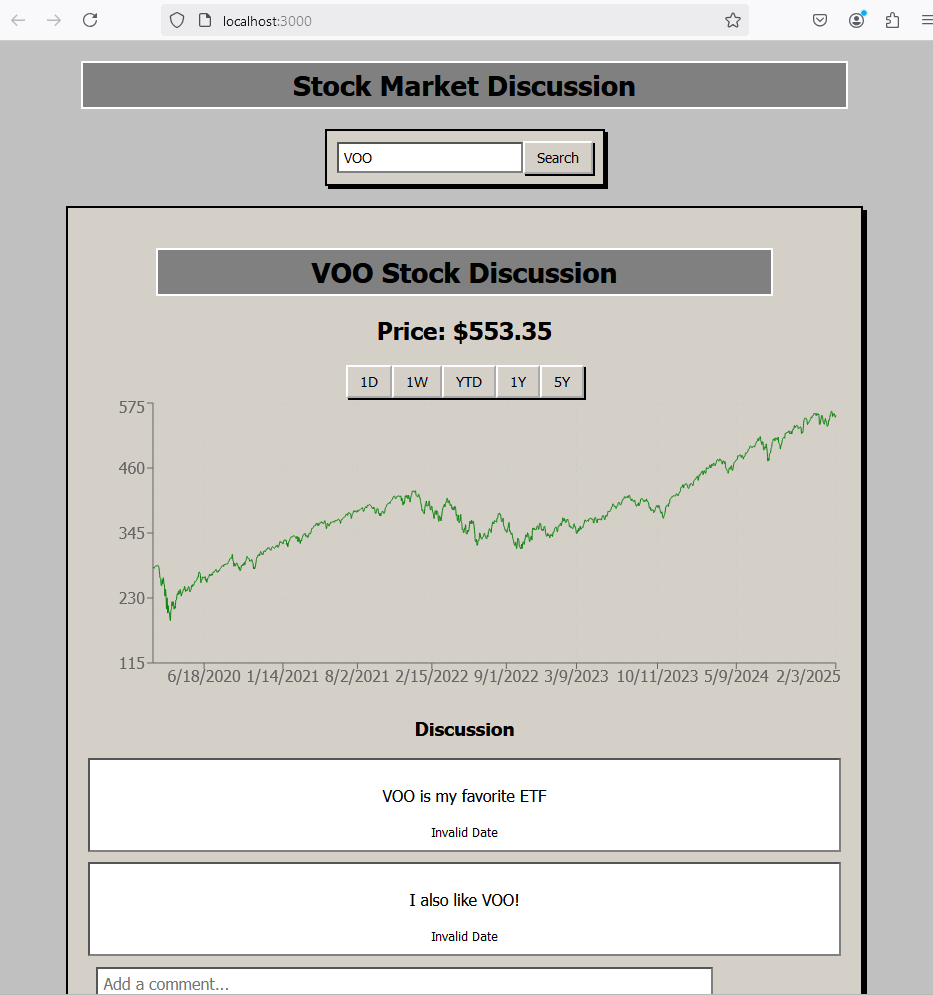 localhost:3000
Stock Market Discussion
VOO Search
VOO Stock Discussion
Price: $553.35
1D 1W YTD 1Y 5Y
575
460
345
230
115
6/18/2020 1/14/2021 8/2/2021 2/15/2022 9/1/2022 3/9/2023 10/11/2023 5/9/2024 2/3/2025
Discussion
VOO is my favorite ETF
Invalid Date
I also like VOO!
Invalid Date
Add a comment...